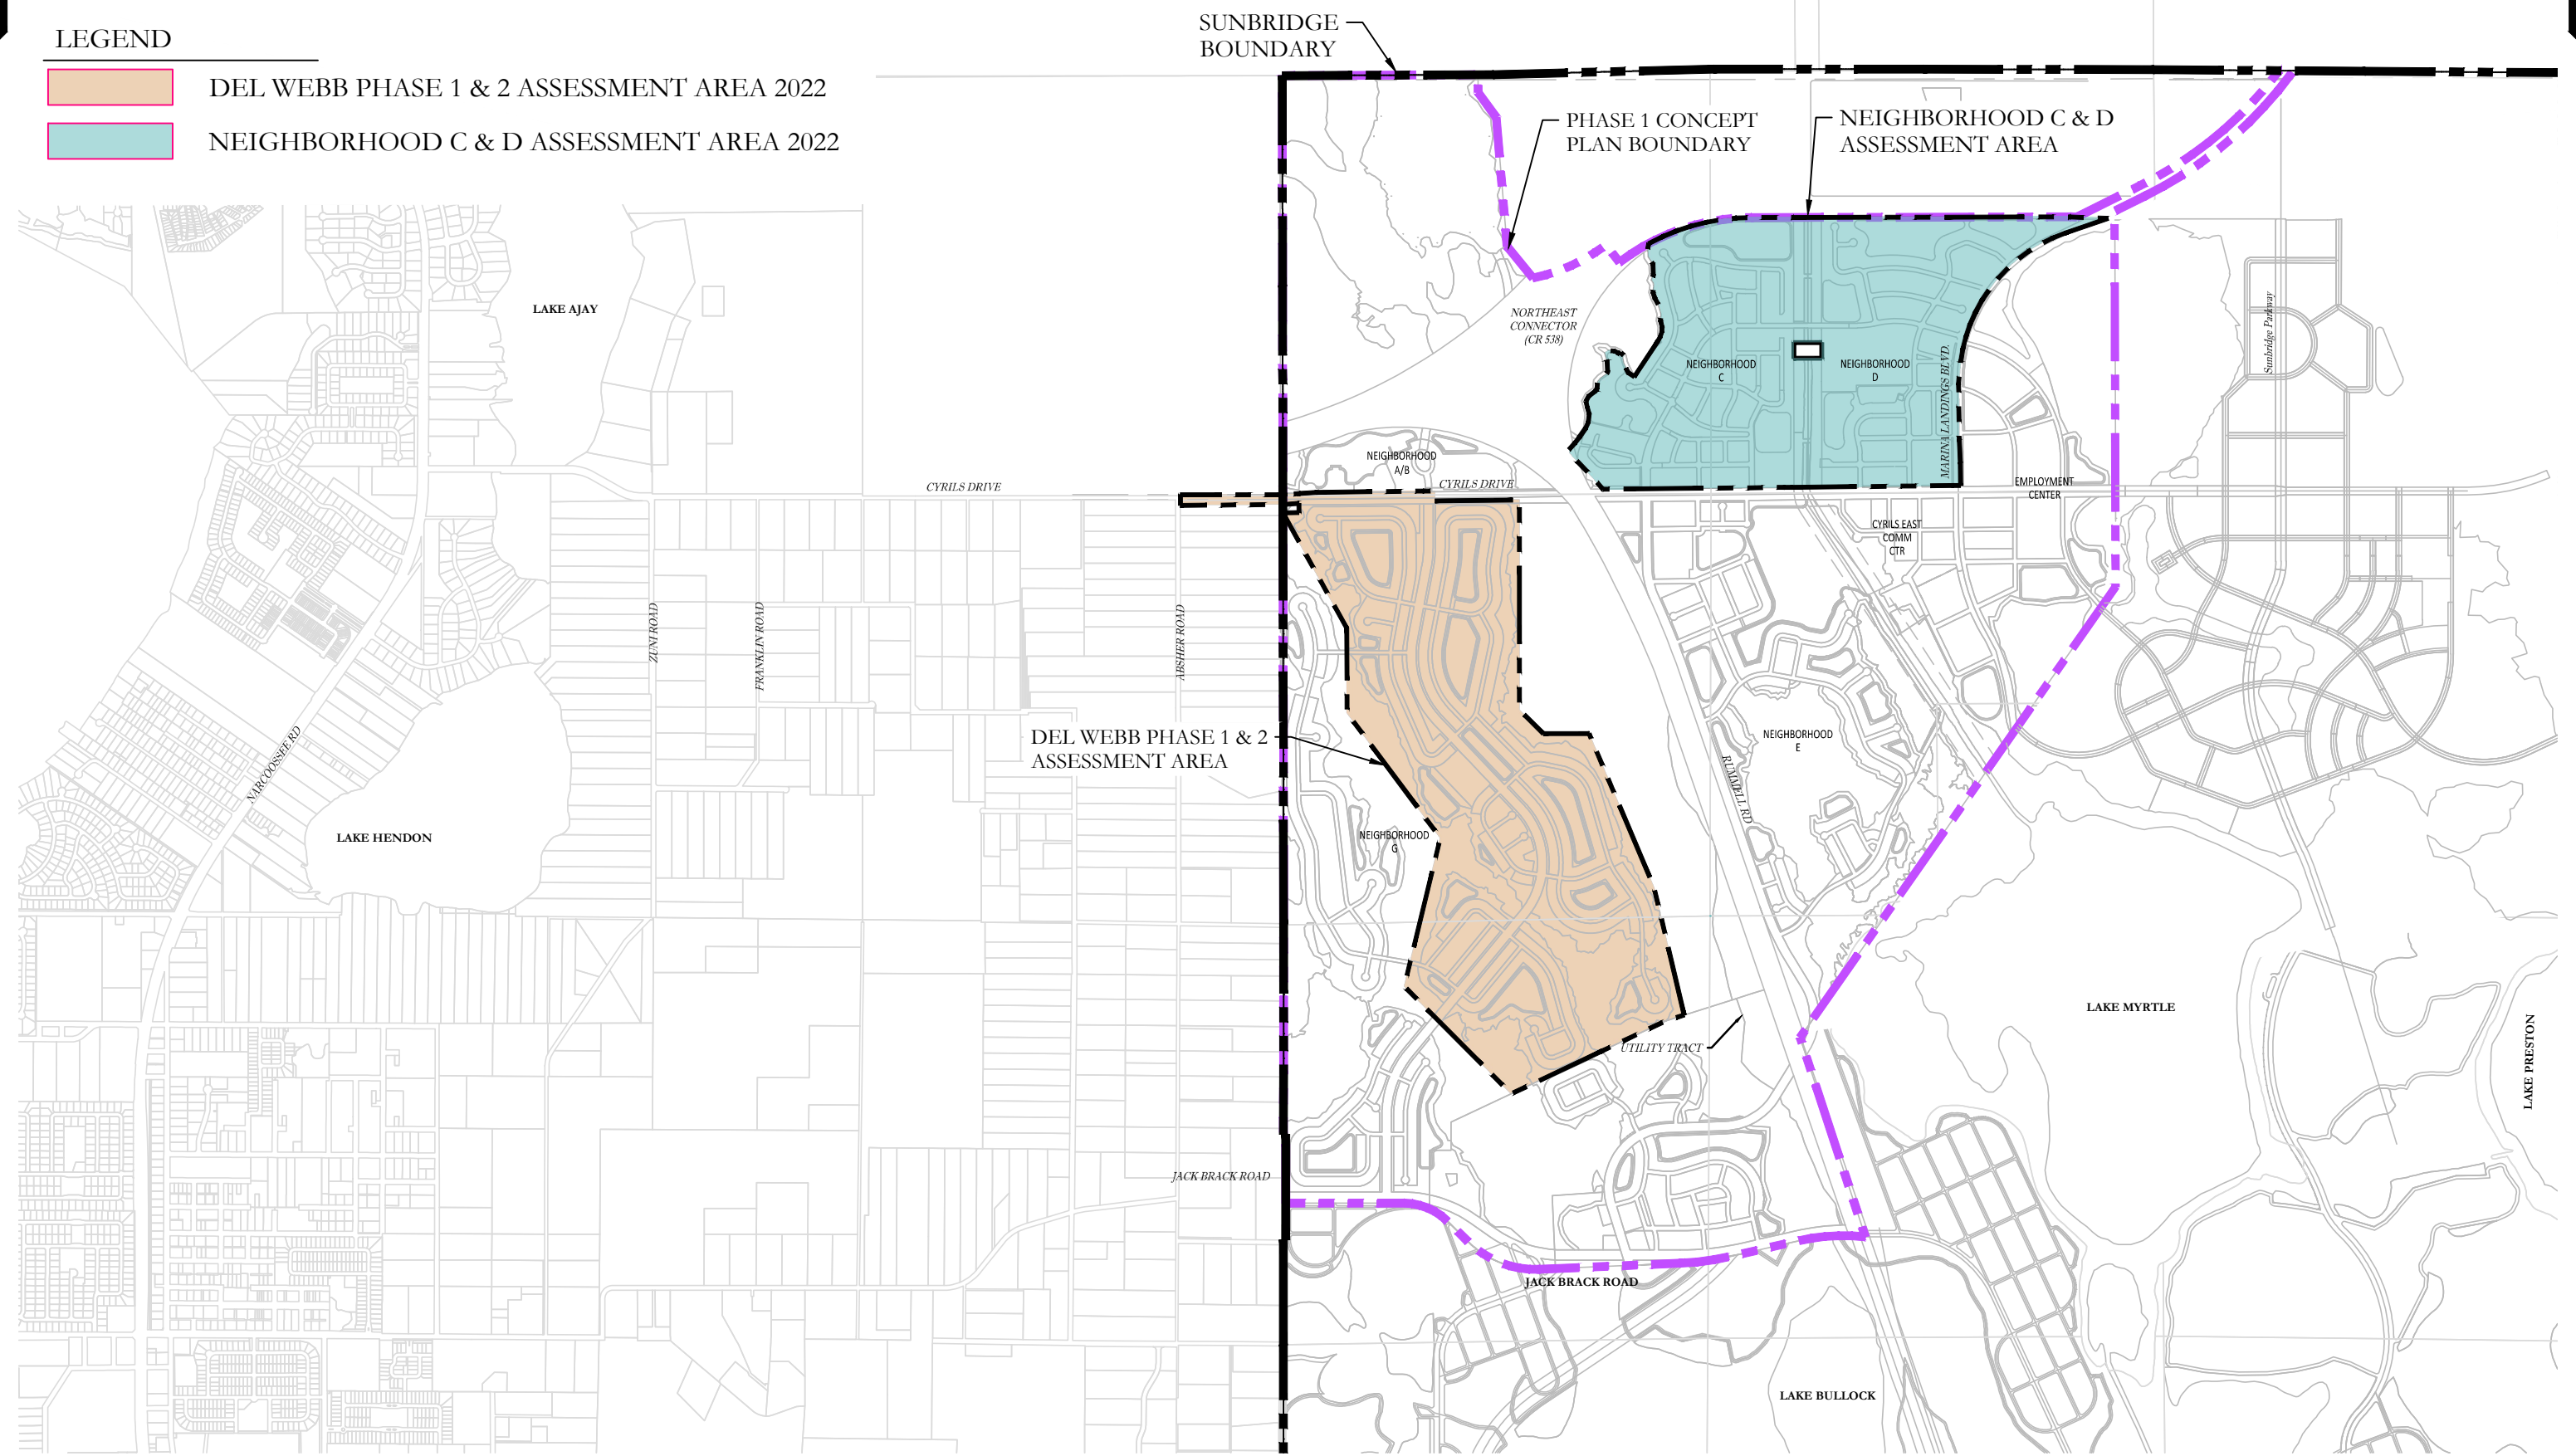 SUNBRIDGE
BOUNDARY
LEGEND
DEL WEBB PHASE 1 & 2 ASSESSMENT AREA 2022
NEIGHBORHOOD C & D ASSESSMENT AREA 2022
PHASE 1 CONCEPT
PLAN BOUNDARY
NEIGHBORHOOD C & D
ASSESSMENT AREA
LAKE AJAY
NORTHEAST
CONNECTOR
(CR 538)
Sunbridge Parkway
NEIGHBORHOOD
C
NEIGHBORHOOD
D
MARINA LANDINGS BLVD.
NEIGHBORHOOD
A/B
CYRILS DRIVE
CYRILS DRIVE
EMPLOYMENT
CENTER
CYRILS EAST
COMM
CTR
ZUNI ROAD
FRANKLIN ROAD
ABSHER ROAD
NARCOOSSEE RD
DEL WEBB PHASE 1 & 2
ASSESSMENT AREA
NEIGHBORHOOD
E
RUMMELL RD
LAKE HENDON
NEIGHBORHOOD
G
LAKE MYRTLE
LAKE PRESTON
UTILITY TRACT
JACK BRACK ROAD
JACK BRACK ROAD
LAKE BULLOCK